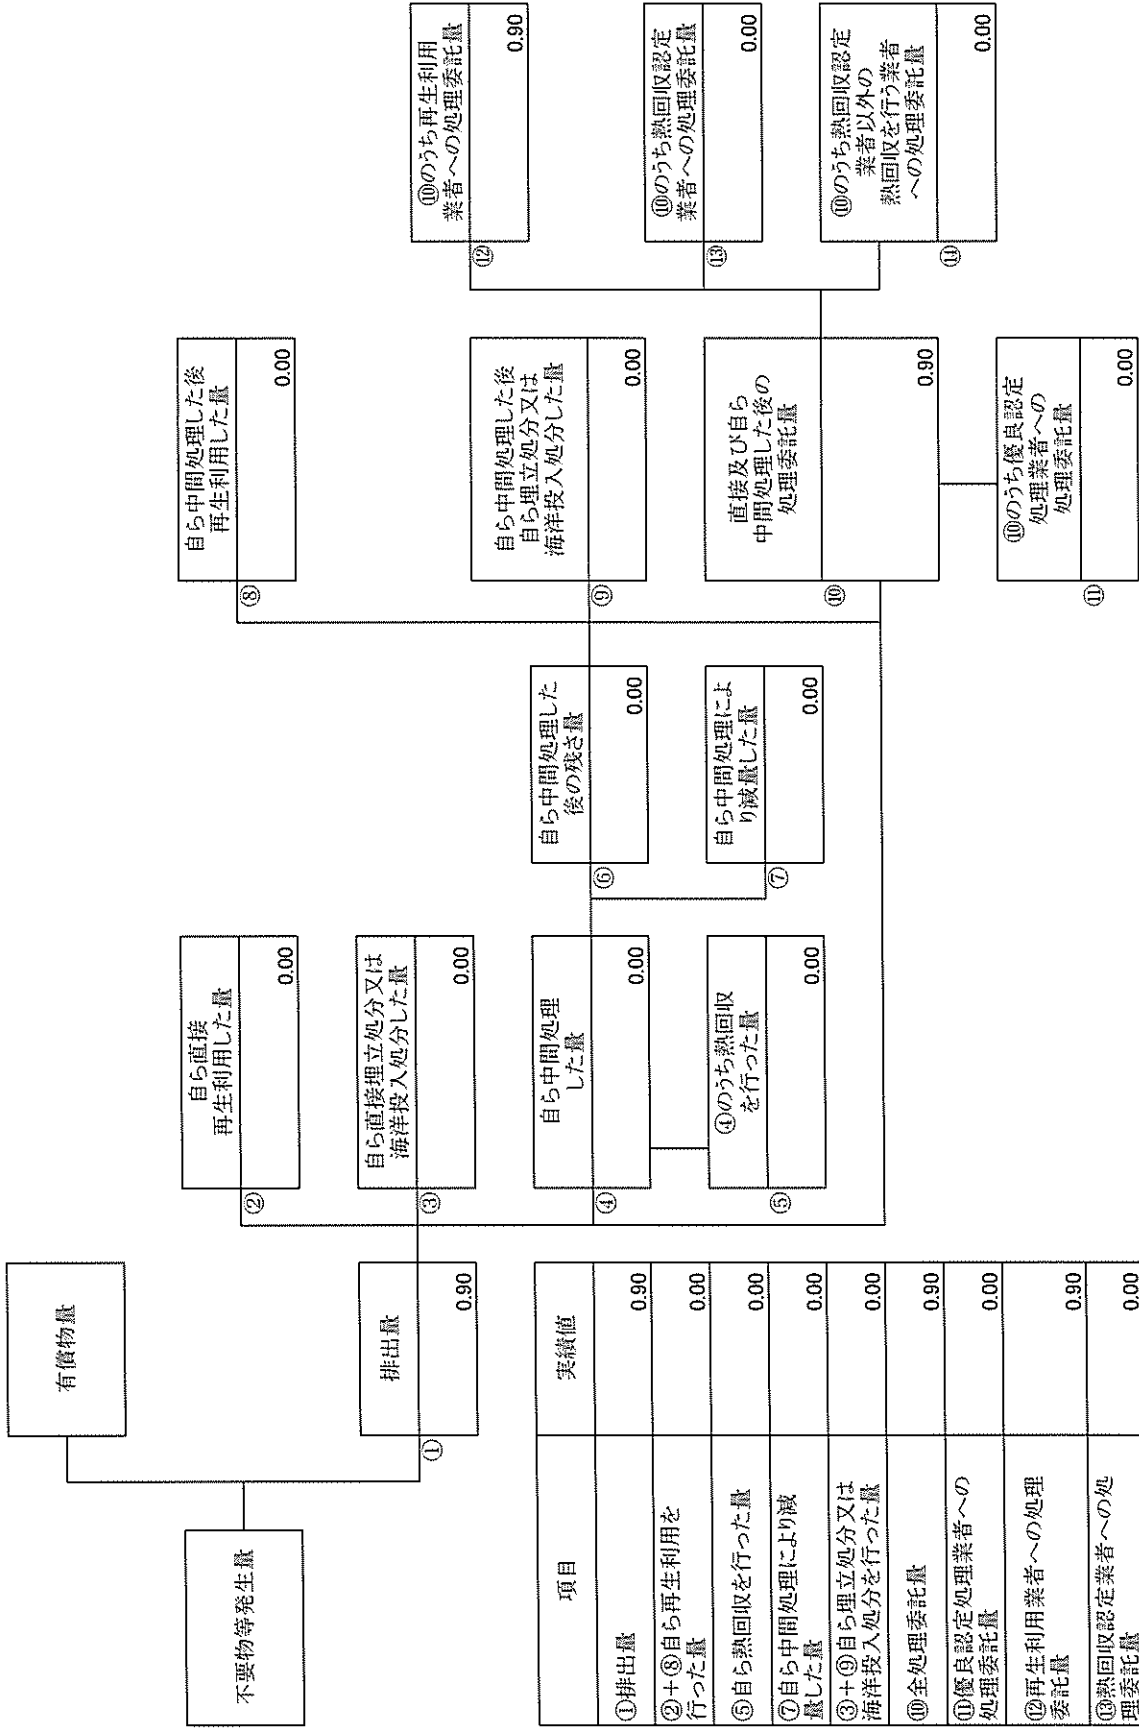 不要物等発生量
有償物量
排出量
①
0.90
自ら直接
再生利用した量
②
0.00
自ら直接埋立処分又は
海洋投入処分した量
③
0.00
自ら中間処理
した量
④
0.00
④のうち熱回収
を行った量
⑤
0.00
自ら中間処理した
後の残さ量
⑥
0.00
自ら中間処理によ
り減量した量
⑦
0.00
自ら中間処理した後
再生利用した量
⑧
0.00
自ら中間処理した後
自ら埋立処分又は
海洋投入処分した量
⑨
0.00
直接及び自ら
中間処理した後の
処理委託量
⑩
0.90
⑩のうち優良認定
処理業者への
処理委託量
⑪
0.00
⑩のうち再生利用
業者への処理委託量
⑫
0.90
⑩のうち熱回収認定
業者への処理委託量
⑬
0.00
⑩のうち熱回収認定
業者以外の
熱回収を行う業者
への処理委託量
⑭
0.00
項目 実績値
①排出量 0.90
②+⑧自ら再生利用を
行った量 0.00
⑤自ら熱回収を行った量 0.00
⑦自ら中間処理により減
量した量 0.00
③+⑨自ら埋立処分又は
海洋投入処分を行った量 0.00
⑩全処理委託量 0.90
⑪優良認定処理業者への
処理委託量 0.00
⑫再生利用業者への処理
委託量 0.90
⑬熱回収認定業者への処
理委託量 0.00